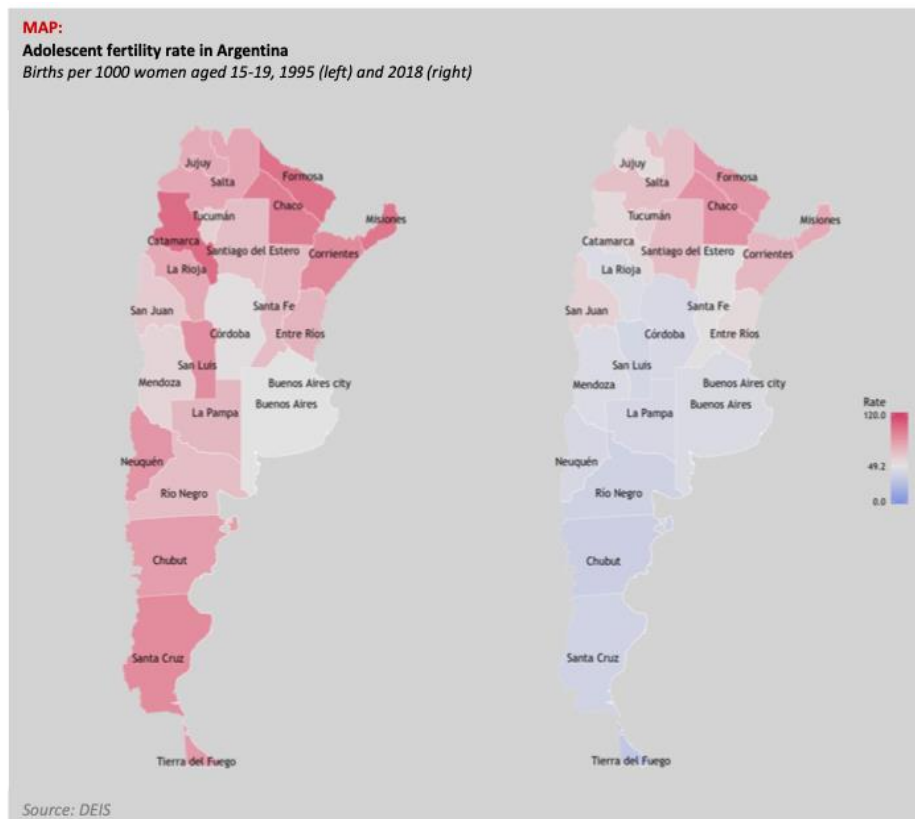 MAP:
Adolescent fertility rate in Argentina
Births per 1000 women aged 15-19, 1995 (left) and 2018 (right)
Jujuy
Salta
Formosa
Chaco
Tucumán
Misiones
Catamarca
Santiago del Estero
Corrientes
La Rioja
San Juan
Santa Fe
Córdoba
Entre Ríos
San Luis
Mendoza
Buenos Aires city
Buenos Aires
La Pampa
Neuquén
Río Negro
Chubut
Santa Cruz
Tierra del Fuego
Jujuy
Salta
Formosa
Chaco
Tucumán
Misiones
Catamarca
Santiago del Estero
Corrientes
La Rioja
San Juan
Santa Fe
Córdoba
Entre Ríos
San Luis
Mendoza
Buenos Aires city
Buenos Aires
La Pampa
Neuquén
Río Negro
Chubut
Santa Cruz
Tierra del Fuego
Rate
120.0
49.2
0.0
Source: DEIS